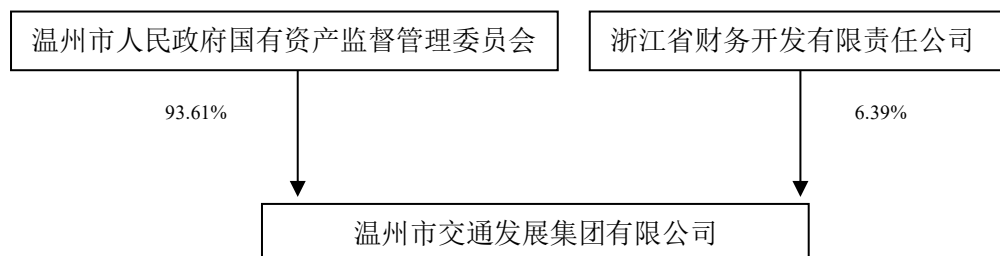 温州市人民政府国有资产监督管理委员会
浙江省财务开发有限责任公司
93.61%
6.39%
温州市交通发展集团有限公司